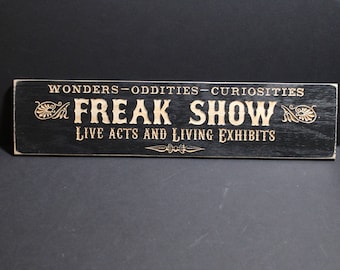 WONDERS–ODDITIES–CURIOSITIES
FREAK SHOW
LIVE ACTS AND LIVING EXHIBITS